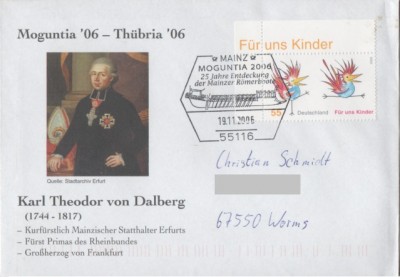 Moguntia '06 – Thübria '06
Quelle: Stadtarchiv Erfurt
Karl Theodor von Dalberg
(1744 - 1817)
– Kurfürstlich Mainzischer Statthalter Erfurts
– Fürst Primas des Rheinbundes
– Großherzog von Frankfurt
MAINZ
MOGUNTIA 2006
25 Jahre Entdeckung
der Mainzer Römerboote
19.11.2006
55116
Für uns Kinder
55 Deutschland Für uns Kinder
Christian Schmidt
67550 Worms